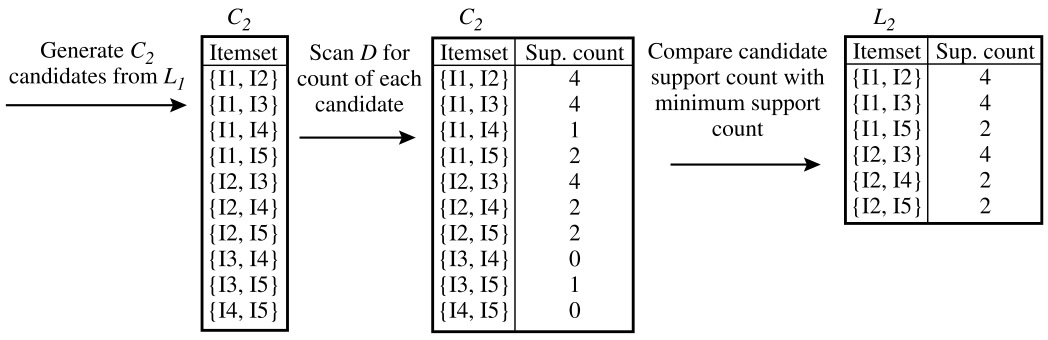 Generate C2
candidates from L1
C2
Itemset
{I1, I2}
{I1, I3}
{I1, I4}
{I1, I5}
{I2, I3}
{I2, I4}
{I2, I5}
{I3, I4}
{I3, I5}
{I4, I5}
Scan D for
count of each
candidate
C2
Itemset Sup. count
{I1, I2} 4
{I1, I3} 4
{I1, I4} 1
{I1, I5} 2
{I2, I3} 4
{I2, I4} 2
{I2, I5} 2
{I3, I4} 0
{I3, I5} 1
{I4, I5} 0
Compare candidate
support count with
minimum support
count
L2
Itemset Sup. count
{I1, I2} 4
{I1, I3} 4
{I1, I5} 2
{I2, I3} 4
{I2, I4} 2
{I2, I5} 2